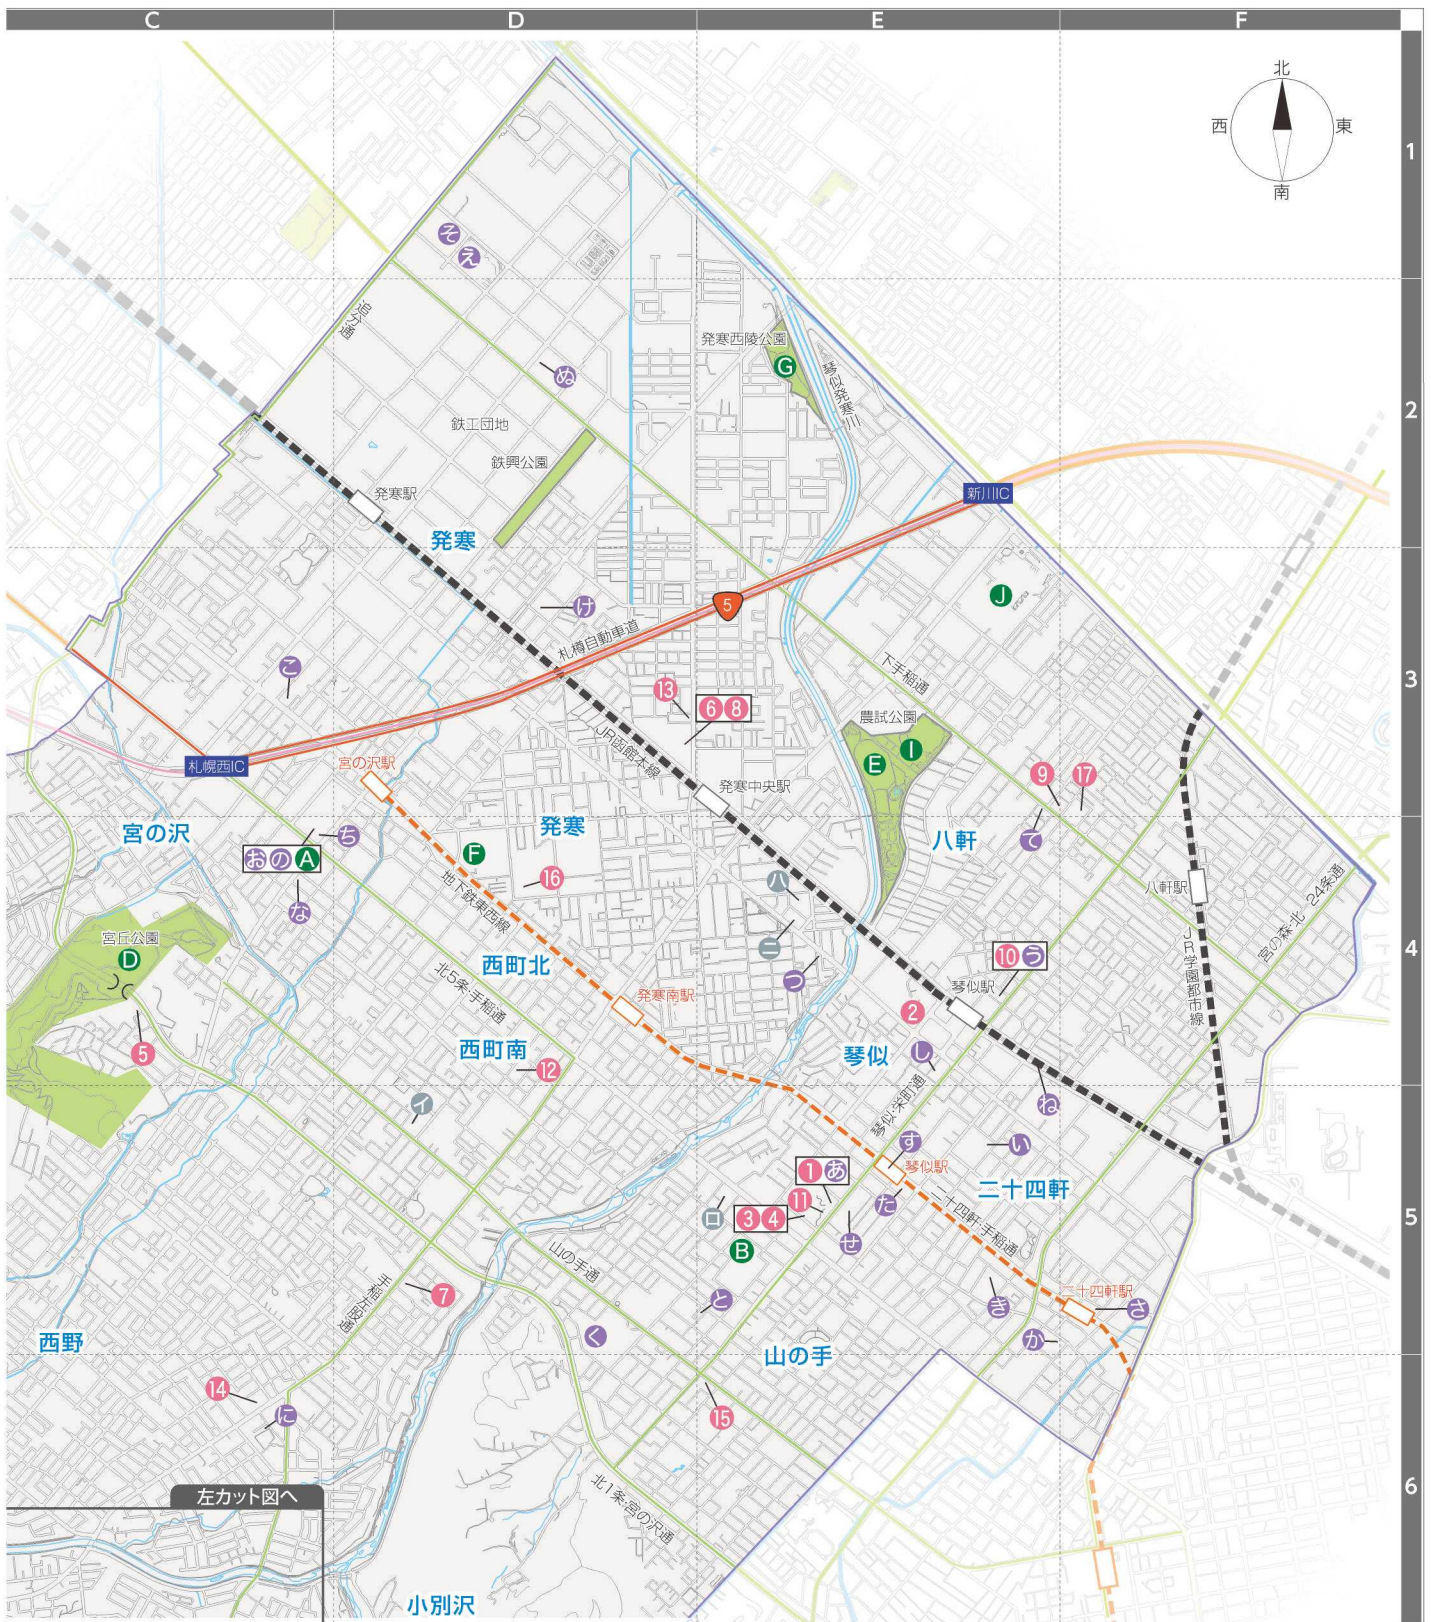 C
D
E
F
北
西
東
南
1
そ
え
追分通
発寒西陵公園
G
琴似発寒川
ぬ
2
鉄工団地
鉄興公園
発寒駅
新川IC
発寒
J
け
5
札樽自動車道
こ
下手稲通
3
13
6 8
農試公園
JR函館本線
E
I
札幌西IC
宮の沢駅
発寒中央駅
9
17
宮の沢
ち
発寒
八軒
て
お の A
F
16
ハ
八軒駅
宮の森・北24条通
地下鉄東西線
な
宮丘公園
D
ニ
西町北
つ
10 う
4
JR学園都市線
北5条・手稲通
発寒南駅
琴似駅
2
5
西町南
12
琴似
し
イ
琴似・栄町通
ね
す
い
1 あ
琴似駅
二十四軒
11
た
ロ
3 4
5
B
せ
二十四軒・手稲通
山の手通
7
手稲左股通
と
き
二十四軒駅
さ
く
か
西野
山の手
14
に
15
左カット図へ
北1条・宮の沢通
6
小別沢